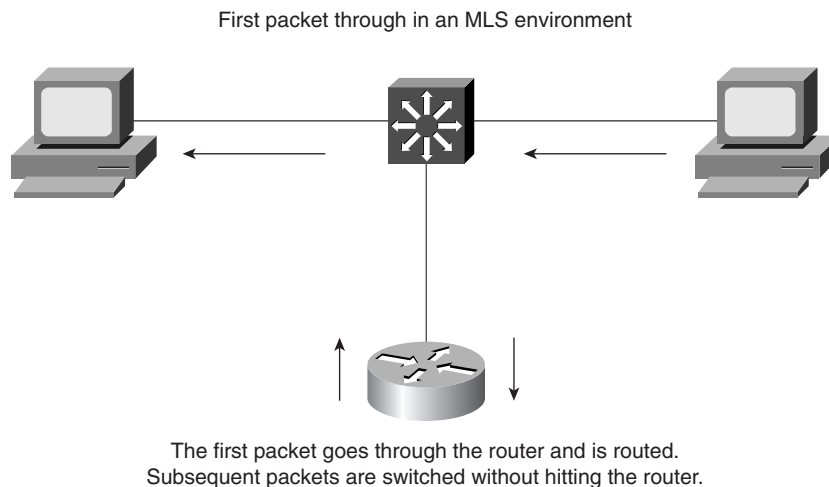 First packet through in an MLS environment
The first packet goes through the router and is routed.
Subsequent packets are switched without hitting the router.